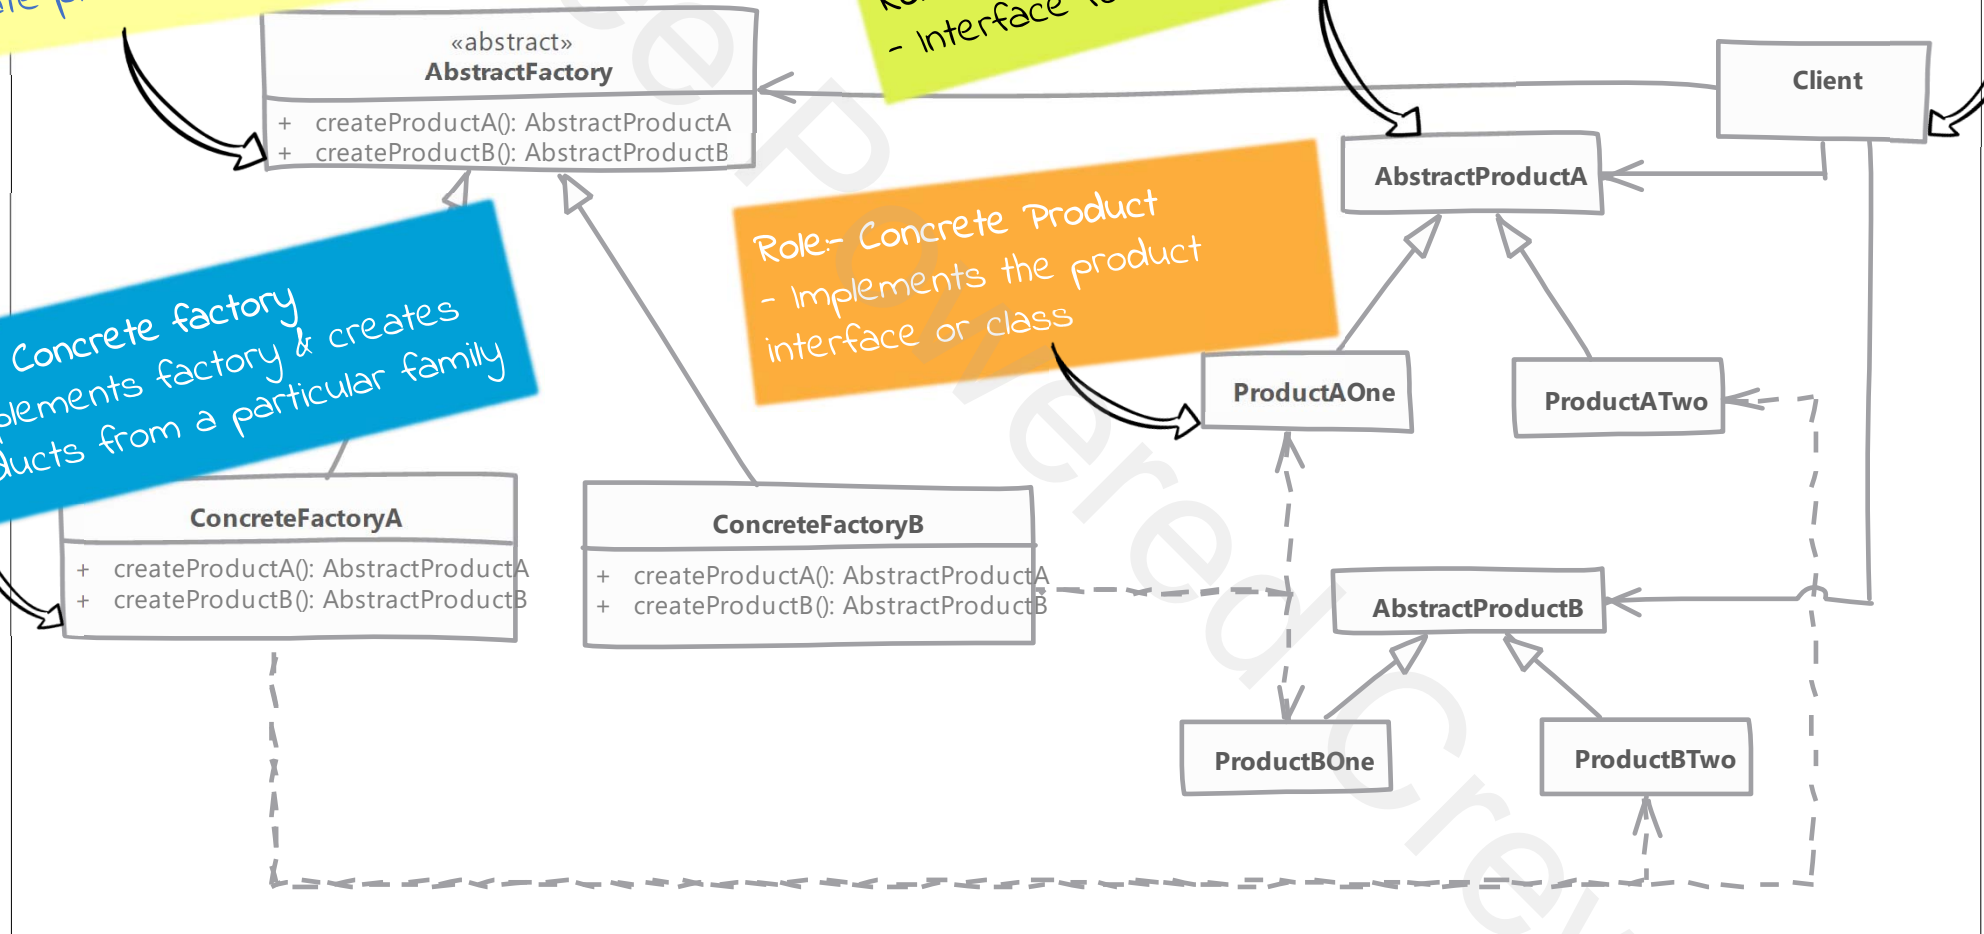 - Interface
«abstract»
AbstractFactory
+ createProductA(): AbstractProductA
+ createProductB(): AbstractProductB
Client
AbstractProductA
Role:- Concrete Product
- Implements the product
interface or class
Concrete factory
factory & creates
from a particular family
ProductAOne
ProductATwo
ConcreteFactoryA
+ createProductA(): AbstractProductA
+ createProductB(): AbstractProductB
ConcreteFactoryB
+ createProductA(): AbstractProductA
+ createProductB(): AbstractProductB
AbstractProductB
ProductBOne
ProductBTwo
Powered